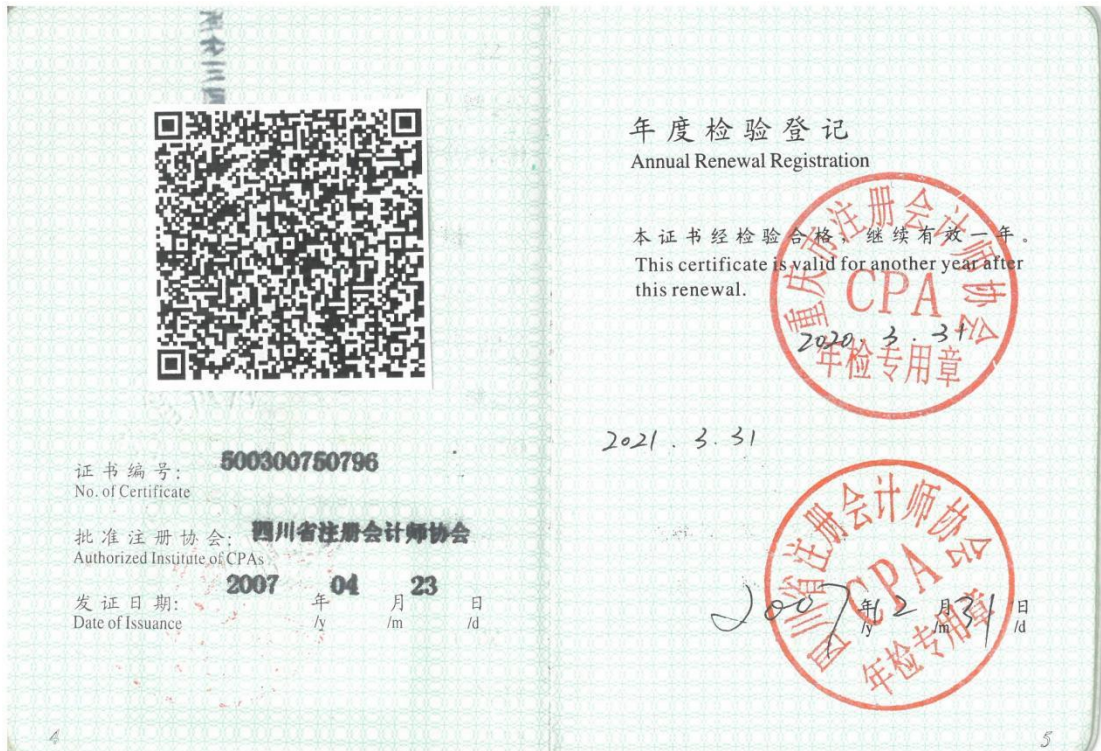 证书编号:
500300750796
No. of Certificate
批准注册协会:
四川省注册会计师协会
Authorized Institute of CPAs
发证日期:
2007 年 04 月 23 日
Date of Issuance
/y /m /d
4
年度检验登记
Annual Renewal Registration
本证书经检验合格，继续有效一年。
This certificate is valid for another year after
this renewal.
重庆市注册会计师协会
CPA
2020.3.31
年检专用章
2021.3.31
四川省注册会计师协会
CPA
2007 年 12 月 31 日
/y /m /d
年检专用章
5